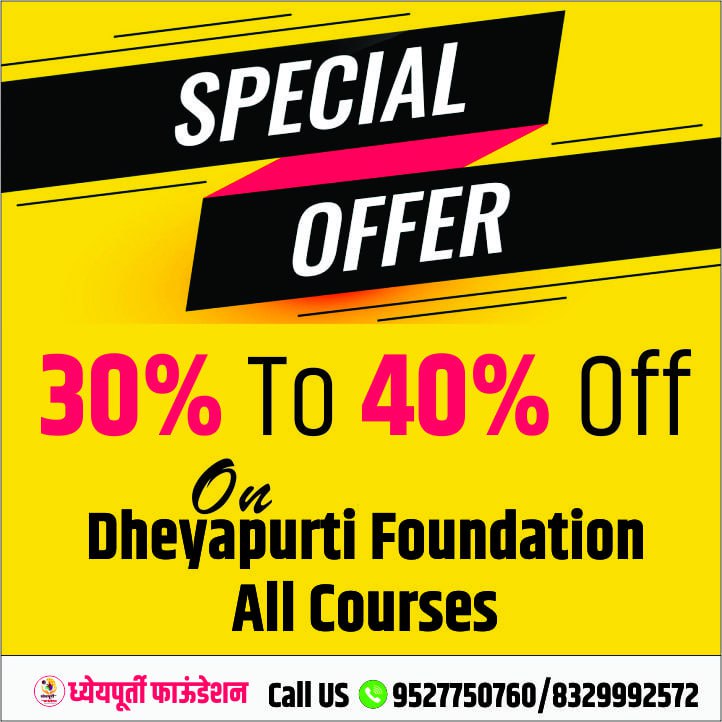 SPECIAL
OFFER
30% To 40% Off
On
Dheyapurti Foundation
All Courses
ध्येयपूर्ती फाऊंडेशन Call US 9527750760/8329992572